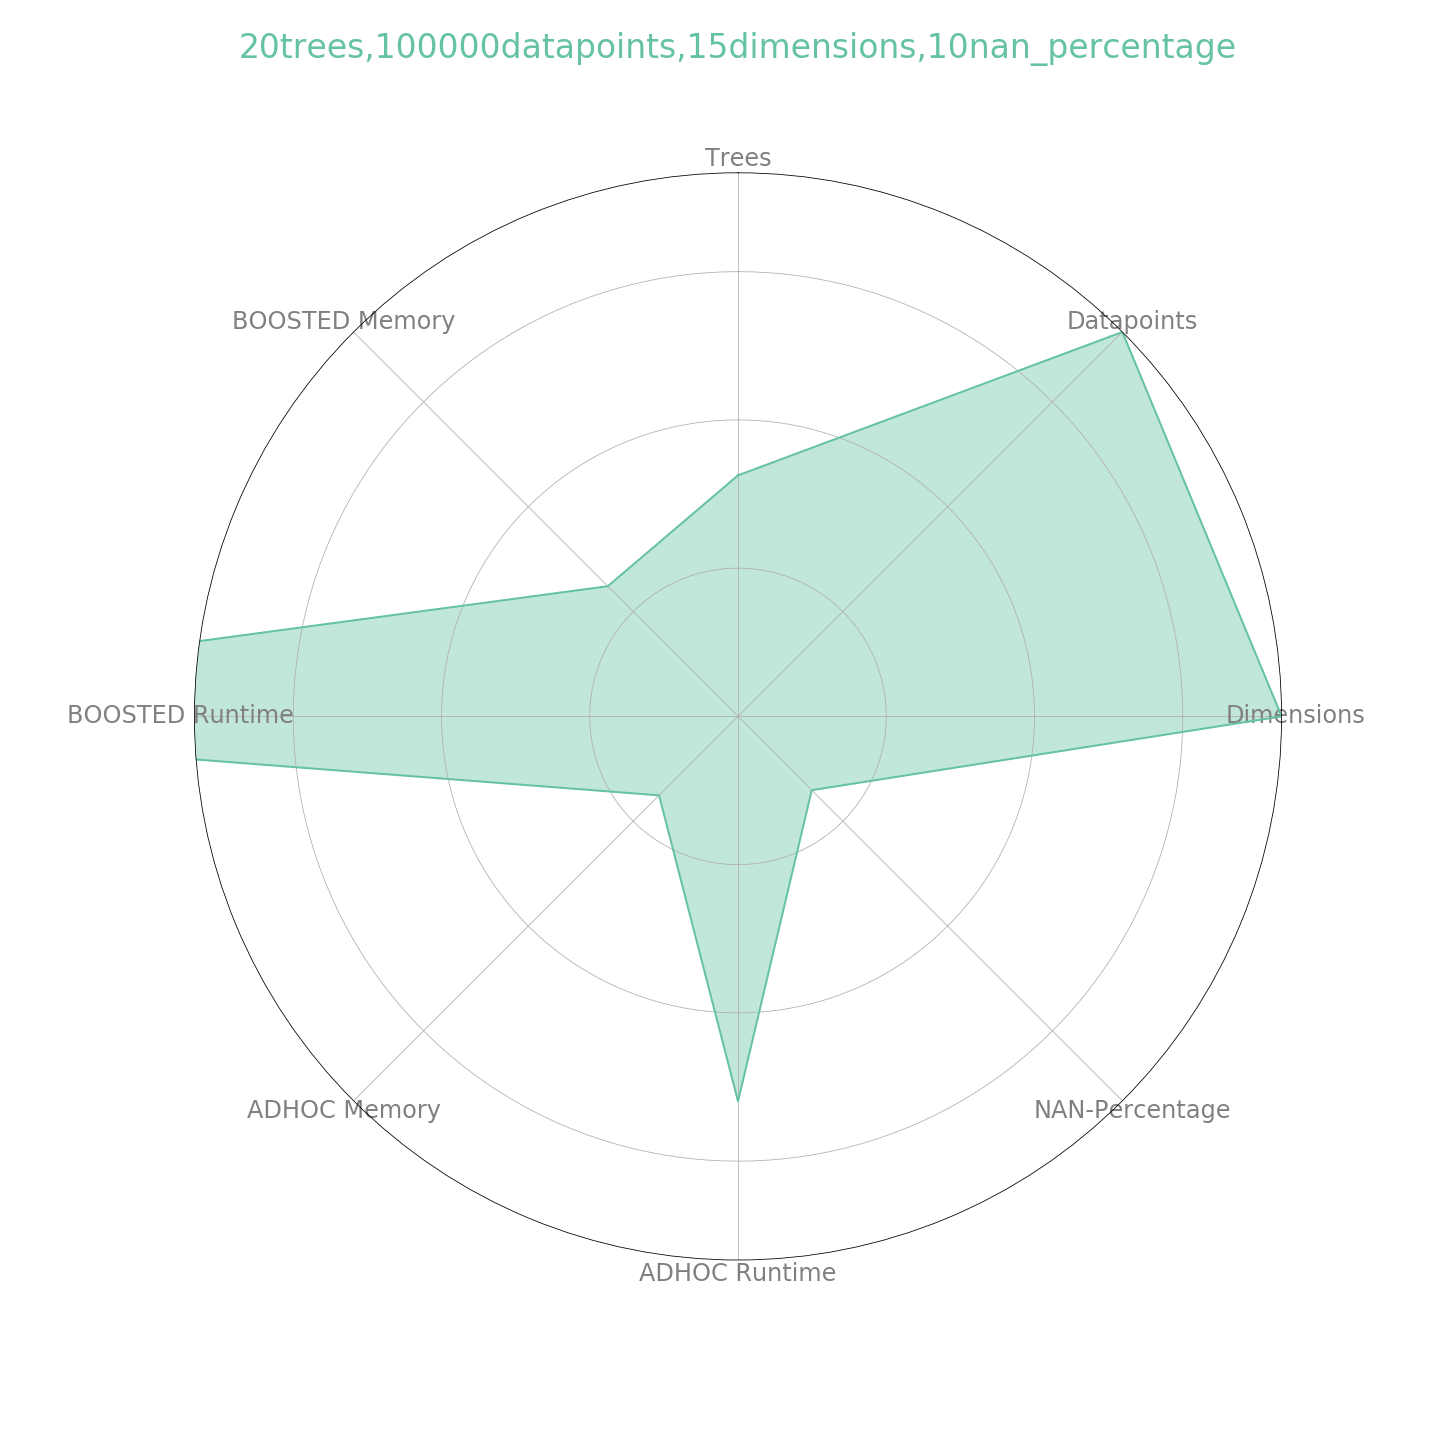 20trees,100000datapoints,15dimensions,10nan_percentage
Trees
BOOSTED Memory
Datapoints
BOOSTED Runtime
Dimensions
ADHOC Memory
NAN-Percentage
ADHOC Runtime